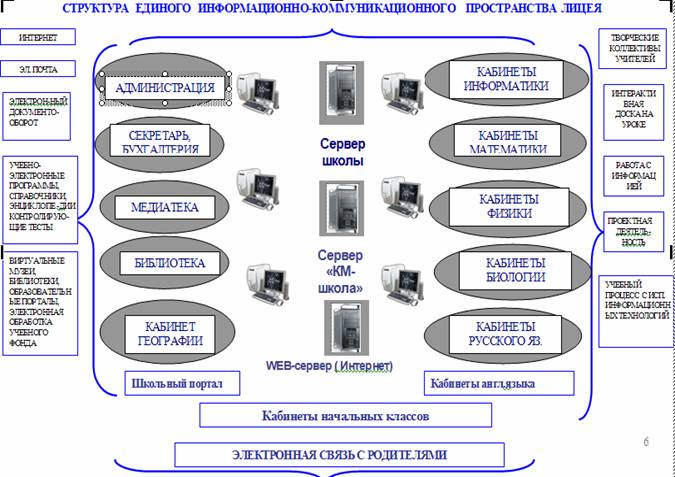 СТРУКТУРА ЕДИНОГО ИНФОРМАЦИОННО-КОММУНИКАЦИОННОГО ПРОСТРАНСТВА ЛИЦЕЯ
ИНТЕРНЕТ
ЭЛ. ПОЧТА
ЭЛЕКТРОН-НЫЙ
ДОКУМЕНТО-
ОБОРОТ
УЧЕБНО-
ЭЛЕКТРОННЫЕ
ПРОГРАММЫ,
СПРАВОЧНИКИ,
ЭНЦИКЛОПЕ-ДИИ
КОНТРОЛИРУЮ-
ЩИЕ ТЕСТЫ
ВИРТУАЛЬНЫЕ
МУЗЕИ,
БИБЛИОТЕКИ,
ОБРАЗОВАТЕЛЬН
ЫЕ ПОРТАЛЫ,
ЭЛЕКТРОННАЯ
ОБРАБОТКА
УЧЕБНОГО
ФОНДА
АДМИНИСТРАЦИЯ
СЕКРЕТАРЬ,
БУХГАЛТЕРИЯ
МЕДИАТЕКА
БИБЛИОТЕКА
КАБИНЕТ
ГЕОГРАФИИ
Школьный портал
Сервер
школы
Сервер
«КМ-
школа»
WEB-сервер ( Интернет)
КАБИНЕТЫ
ИНФОРМАТИКИ
КАБИНЕТЫ
МАТЕМАТИКИ
КАБИНЕТЫ
ФИЗИКИ
КАБИНЕТЫ
БИОЛОГИИ
КАБИНЕТЫ
РУССКОГО ЯЗ.
Кабинеты англ,языка
ТВОРЧЕСКИЕ
КОЛЛЕКТИВЫ
УЧИТЕЛЕЙ
ИНТЕРАКТИ
ВНАЯ
ДОСКА НА
УРОКЕ
РАБОТА С
ИНФОРМАЦ
ИЕЙ
ПРОЕКТНАЯ
ДЕЯТЕЛЬ-
НОСТЬ
УЧЕБНЫЙ
ПРОЦЕСС С ИСП.
ИНФОРМАЦИОНН
ЫХ ТЕХНОЛОГИЙ
Кабинеты начальных классов
ЭЛЕКТРОННАЯ СВЯЗЬ С РОДИТЕЛЯМИ
6